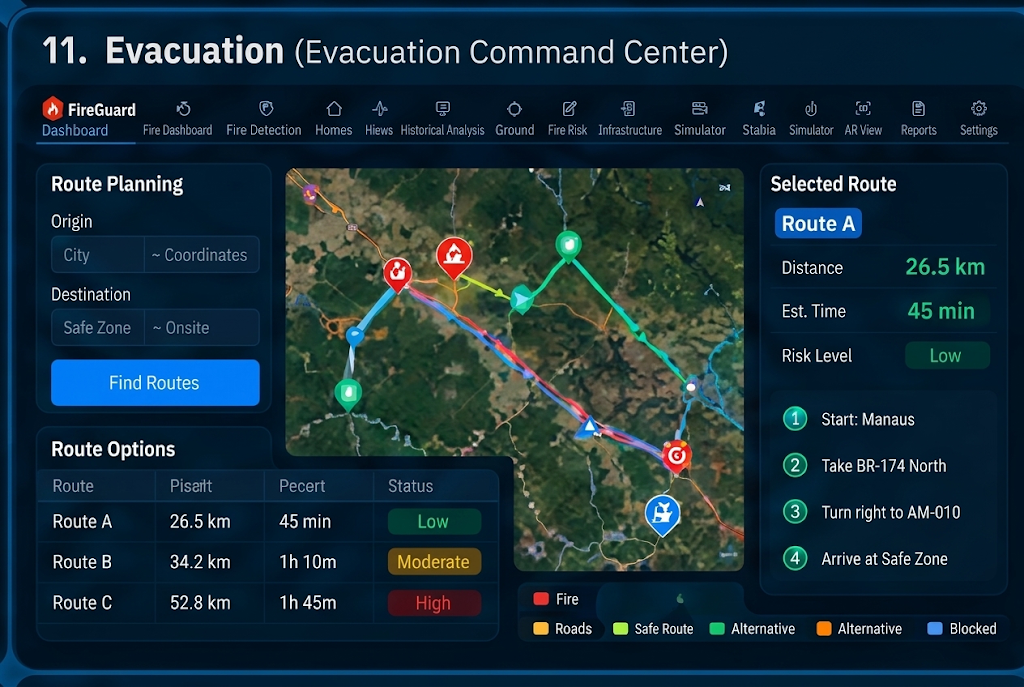 11. Evacuation (Evacuation Command Center)
FireGuard
Dashboard
Fire Dashboard
Fire Detection
Homes
Hiews
Historical Analysis
Ground
Fire Risk
Infrastructure
Simulator
Stabia
Simulator
AR View
Reports
Settings
Route Planning
Origin
City
~ Coordinates
Destination
Safe Zone
~ Onsite
Find Routes
Route Options
Route Pisaitt Pecert Status
Route A 26.5 km 45 min Low
Route B 34.2 km 1h 10m Moderate
Route C 52.8 km 1h 45m High
Fire
Roads
Safe Route
Alternative
Alternative
Blocked
Selected Route
Route A
Distance 26.5 km
Est. Time 45 min
Risk Level Low
1 Start: Manaus
2 Take BR-174 North
3 Turn right to AM-010
4 Arrive at Safe Zone